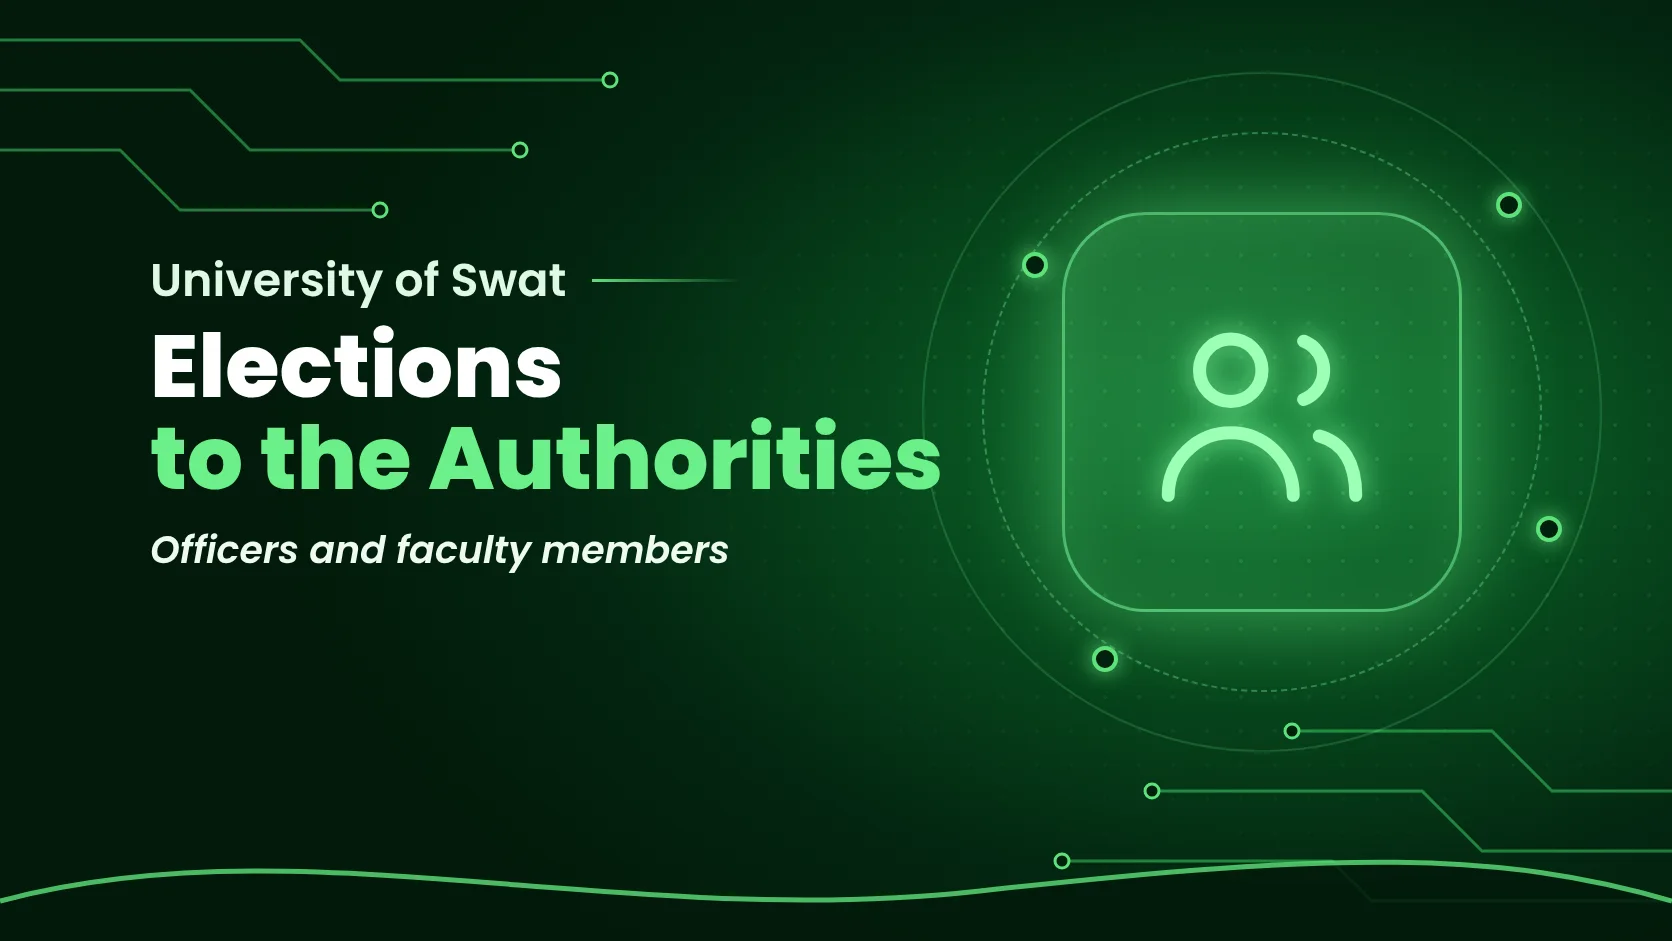 University of Swat
Elections
to the Authorities
Officers and faculty members